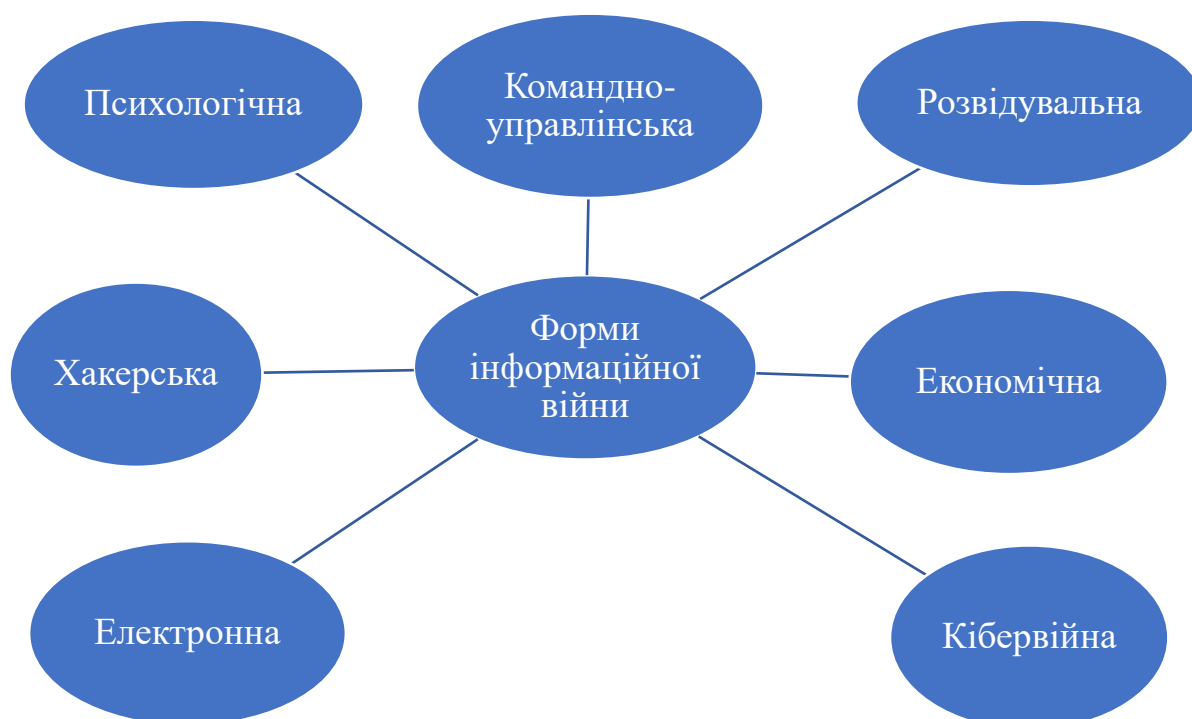 Психологічна
Командно-
управлінська
Розвідувальна
Хакерська
Форми
інформаційної
війни
Економічна
Електронна
Кібервійна